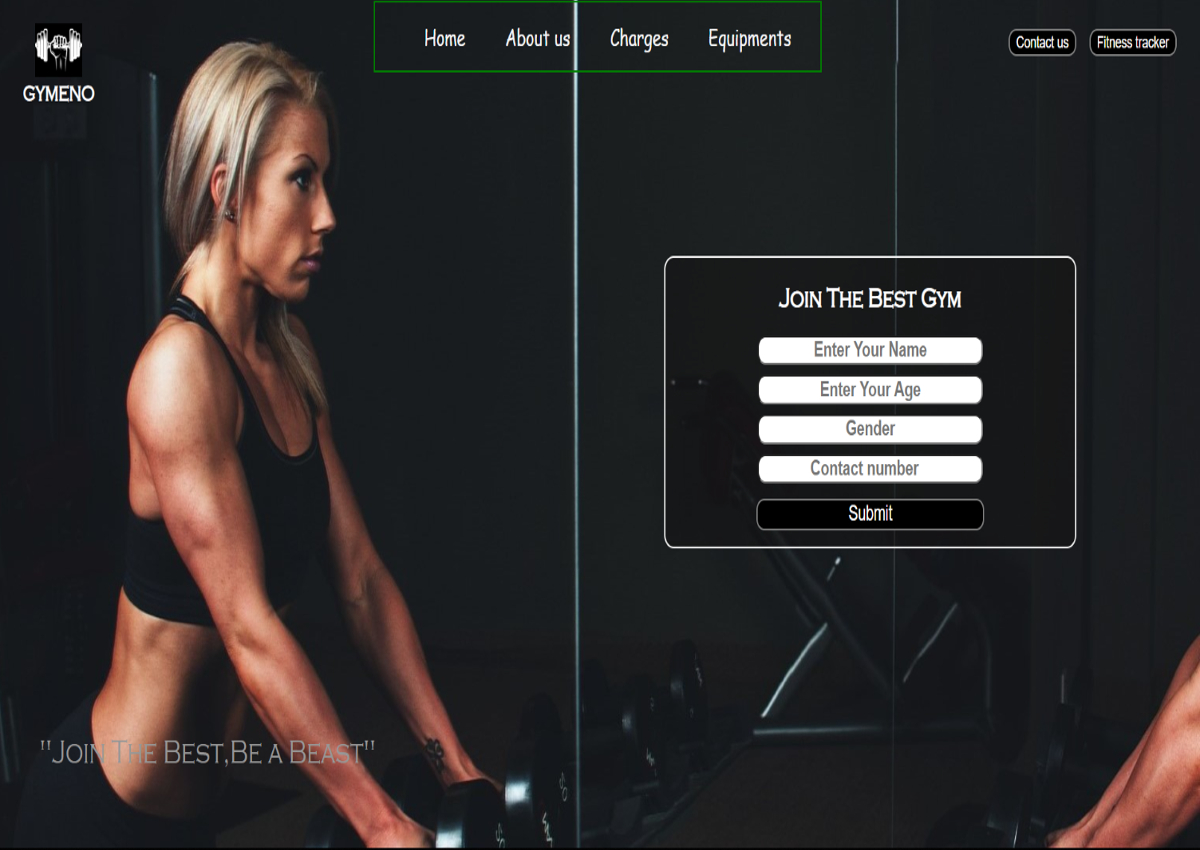 GYMENO
Home
About us
Charges
Equipments
Contact us
Fitness tracker
Join The Best Gym
Enter Your Name
Enter Your Age
Gender
Contact number
Submit
"Join The Best,Be a Beast"